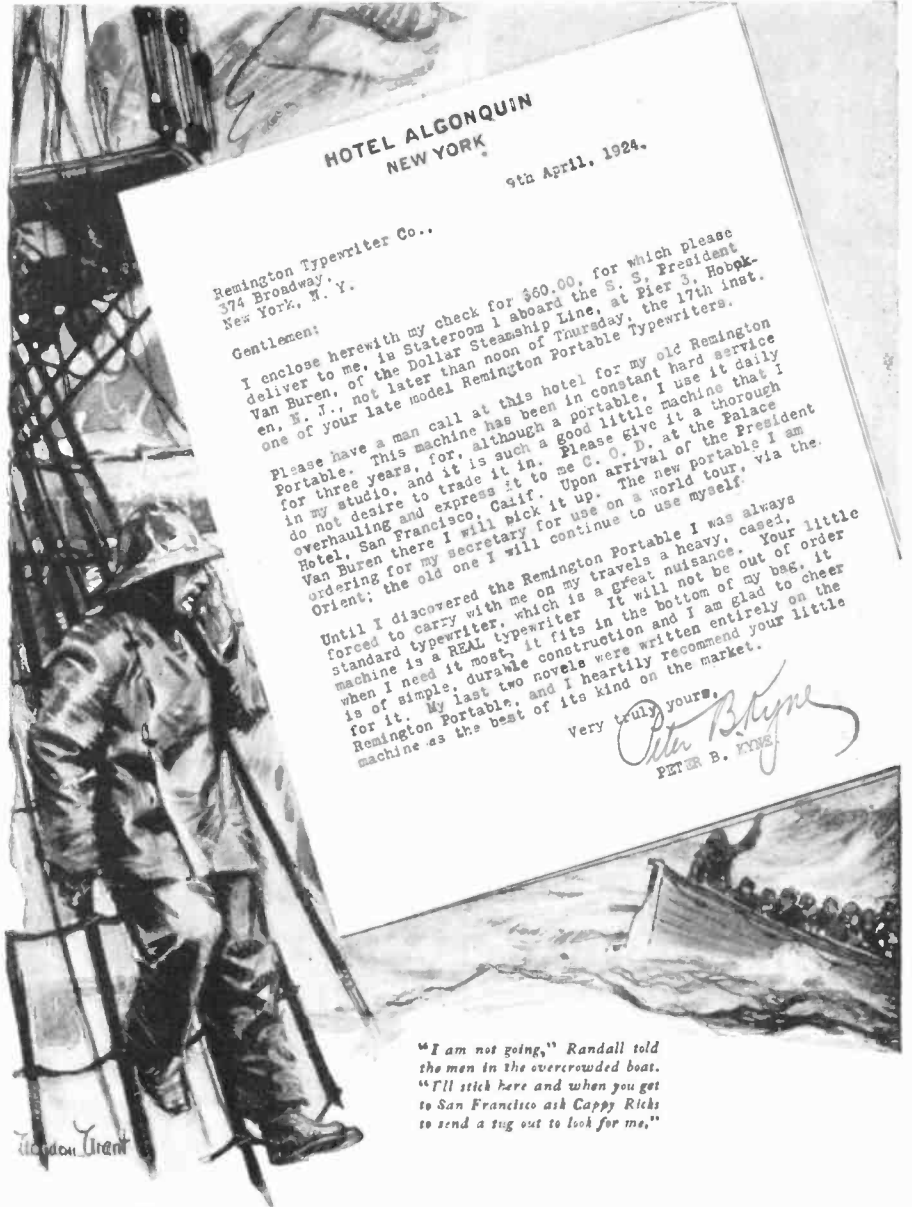 HOTEL ALGONQUIN
NEW YORK
9th April, 1924.
Remington Typewriter Co.,
374 Broadway,
New York, N. Y.
Gentlemen:
I enclose herewith my check for $60.00, for which please
deliver to me, in Stateroom 1 aboard the S. S. President
Van Buren, of the Dollar Steamship Line, at Pier 3, Hobok-
en, N. J., not later than noon of Thursday, the 17th inst.
one of your late model Remington Portable Typewriters.
Please have a man call at this hotel for my old Remington
Portable. This machine has been in constant hard service
for three years, for, although a portable, I use it daily
in my studio, and it is such a good little machine that I
do not desire to trade it in. Please give it a thorough
overhauling and express it to me C. O. D. at the Palace
Hotel, San Francisco, Calif. Upon arrival of the President
Van Buren there I will pick it up. The new portable I am
ordering for my secretary for use on a world tour, via the
Orient; the old one I will continue to use myself.
Until I discovered the Remington Portable I was always
forced to carry with me on my travels a heavy, cased,
standard typewriter, which is a great nuisance. Your little
machine is a REAL typewriter. It will not be out of order
when I need it most, it fits in the bottom of my bag, it
is of simple, durable construction and I am glad to cheer
for it. My last two novels were written entirely on the
Remington Portable, and I heartily recommend your little
machine as the best of its kind on the market.
Very truly yours,
Peter B Kyne
PETER B. KYNE
"I am not going," Randall told
the men in the overcrowded boat.
"I'll stick here and when you get
to San Francisco ask Cappy Ricks
to send a tug out to look for me,"
Gordon Grant